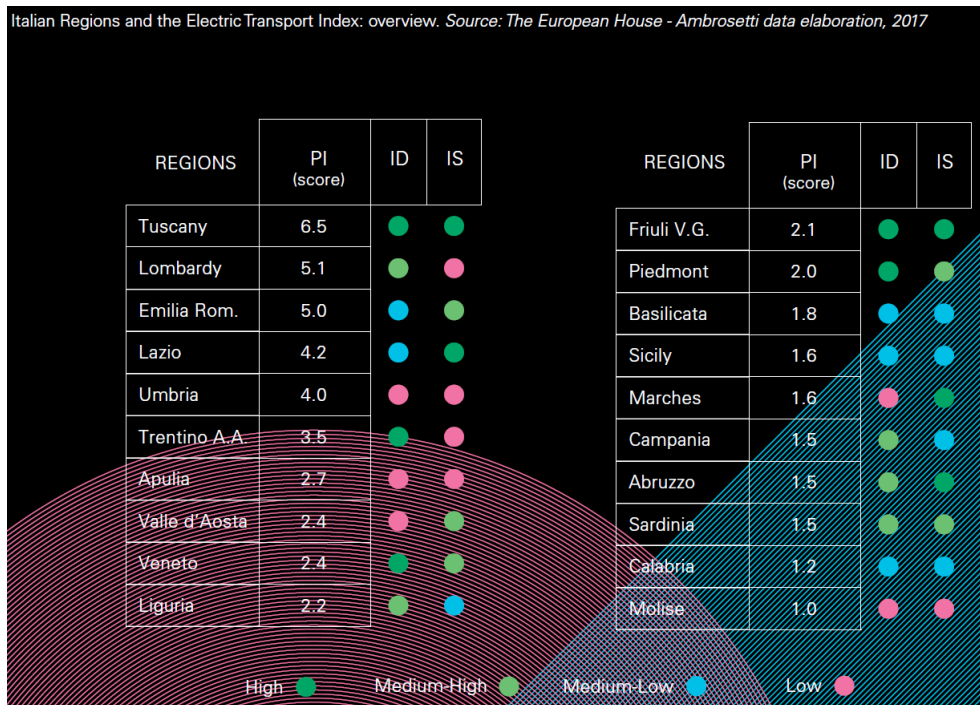 Italian Regions and the Electric Transport Index: overview. Source: The European House - Ambrosetti data elaboration, 2017
REGIONS PI (score) ID IS
Tuscany 6.5
Lombardy 5.1
Emilia Rom. 5.0
Lazio 4.2
Umbria 4.0
Trentino A.A. 3.5
Apulia 2.7
Valle d'Aosta 2.4
Veneto 2.4
Liguria 2.2
REGIONS PI (score) ID IS
Friuli V.G. 2.1
Piedmont 2.0
Basilicata 1.8
Sicily 1.6
Marches 1.6
Campania 1.5
Abruzzo 1.5
Sardinia 1.5
Calabria 1.2
Molise 1.0
High Medium-High Medium-Low Low